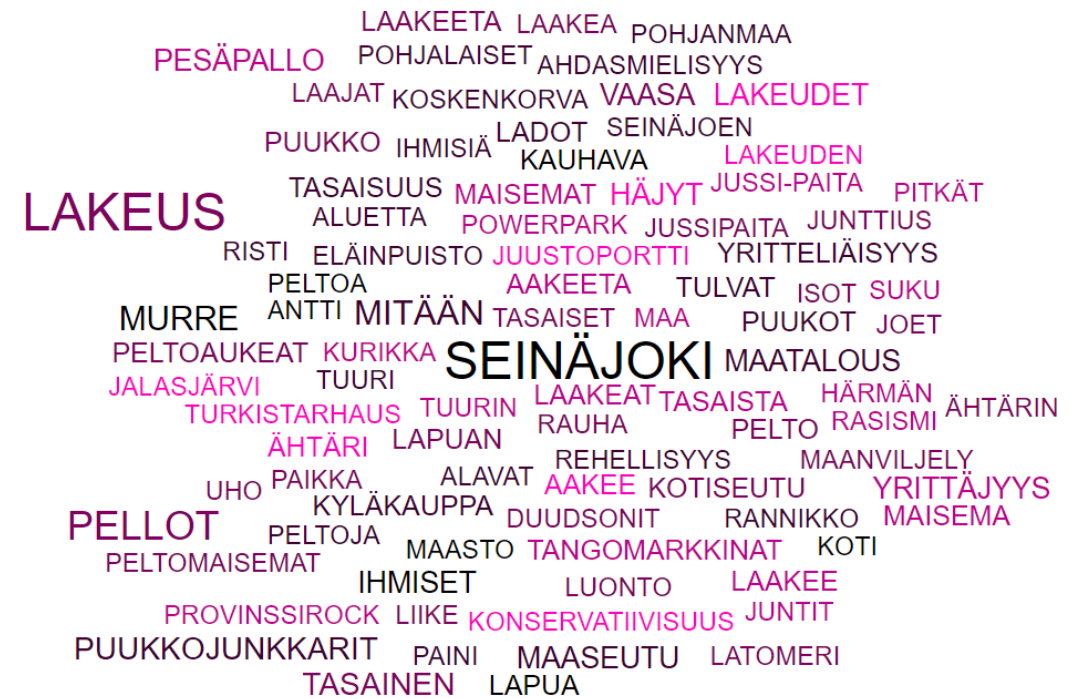 LAAKEETA LAAKEA POHJANMAA
PESÄPALLO POHJALAISET AHDASMIELISYYS
LAAJAT KOSKENKORVA VAASA LAKEUDET
PUUKKO IHMISIÄ LADOT SEINÄJOEN
KAUHAVA LAKEUDEN
LAKEUS TASAISUUS MAISEMAT HÄJYT JUSSI-PAITA PITKÄT
ALUETTA POWERPARK JUSSIPAITA JUNTTIUS
RISTI ELÄINPUISTO JUUSTOPORTTI YRITTELIÄISYYS
PELTOA AAKEETA TULVAT ISOT SUKU
MURRE ANTTI MITÄÄN TASAISET MAA PUUKOT JOET
PELTOAUKEAT KURIKKA SEINÄJOKI MAATALOUS
JALASJÄRVI TUURI LAAKEAT TASAISTA HÄRMÄN ÄHTÄRIN
TURKISTARHAUS TUURIN RAUHA PELTO RASISMI
ÄHTÄRI LAPUAN REHELLISYYS MAANVILJELY
UHO PAIKKA ALAVAT AAKEE KOTISEUTU YRITTÄJYYS
KYLÄKAUPPA DUUDSONIT RANNIKKO MAISEMA
PELLOT PELTOJA MAASTO TANGOMARKKINAT KOTI
PELTOMAISEMAT IHMISET LUONTO LAAKEE
PROVINSSIROCK LIIKE KONSERVATIIVISUUS JUNTIT
PUUKKOJUNKKARIT PAINI MAASEUTU LATOMERI
TASAINEN LAPUA